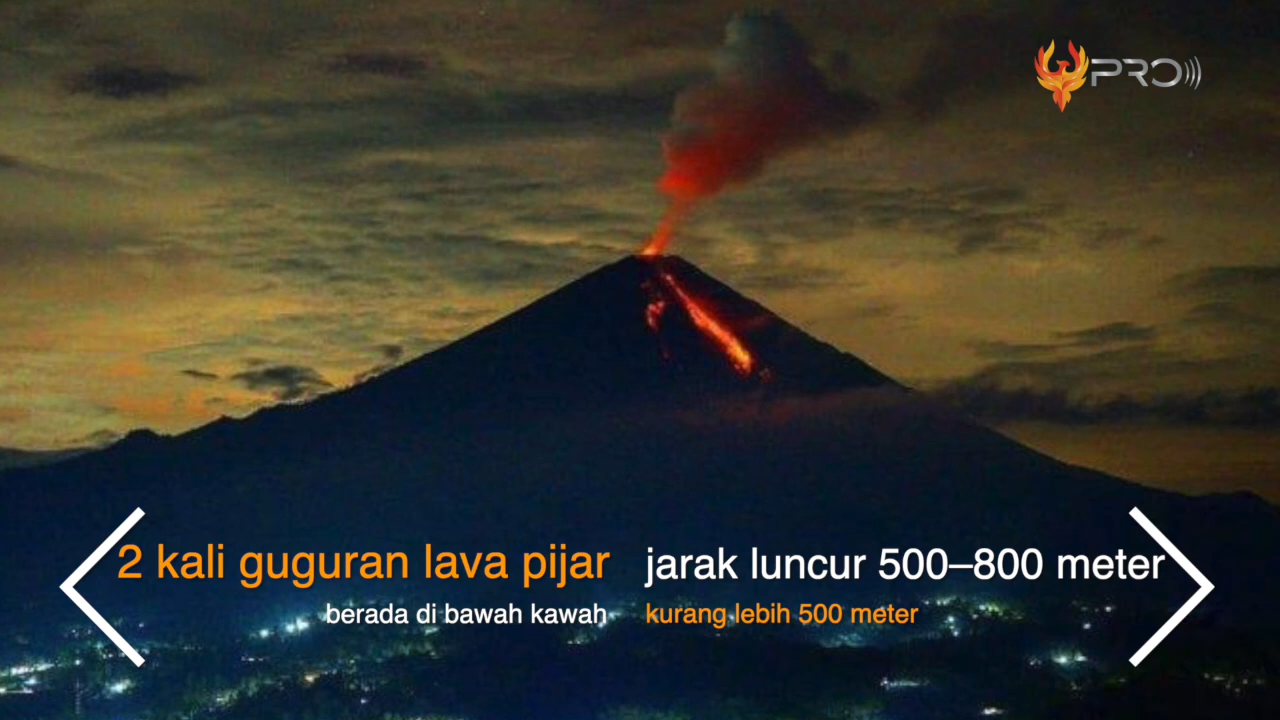 PRO
2 kali guguran lava pijar
jarak luncur 500–800 meter
berada di bawah kawah
kurang lebih 500 meter